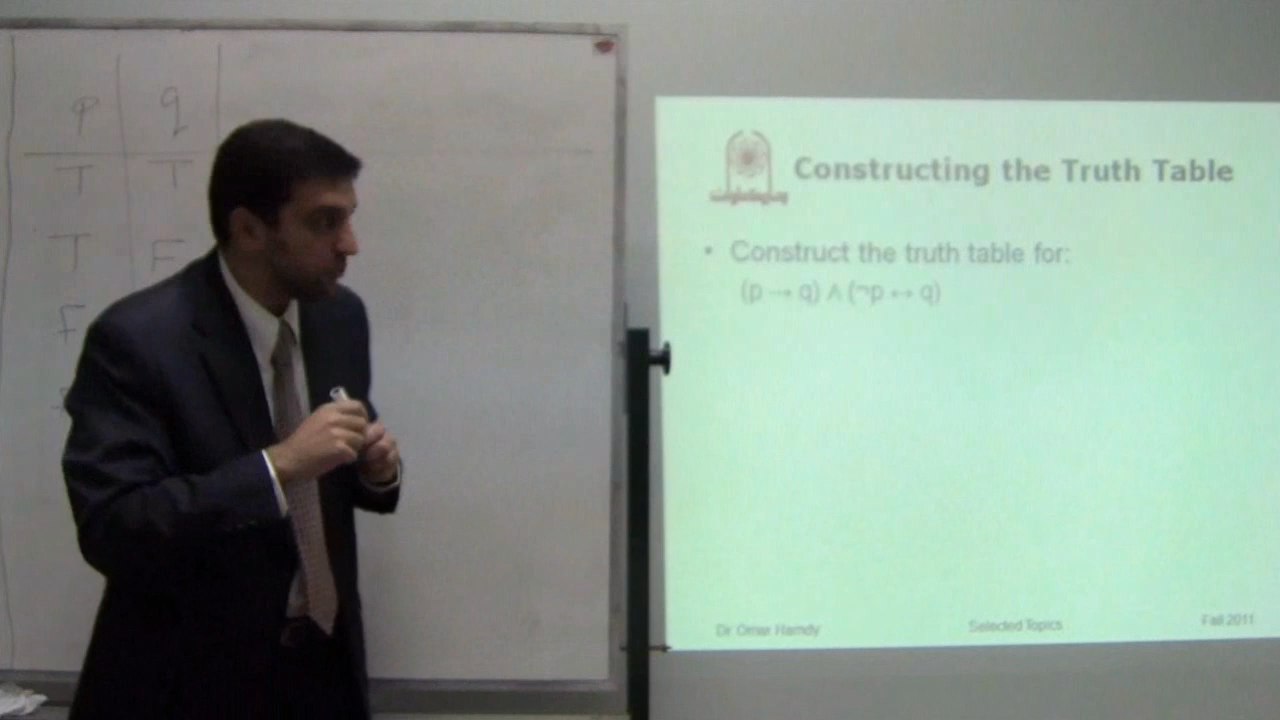 p q
T T
T F
F
Constructing the Truth Table
• Construct the truth table for:
(p → q) ∧ (¬p ↔ q)
Dr Omar Hamdy Selected Topics Fall 2011